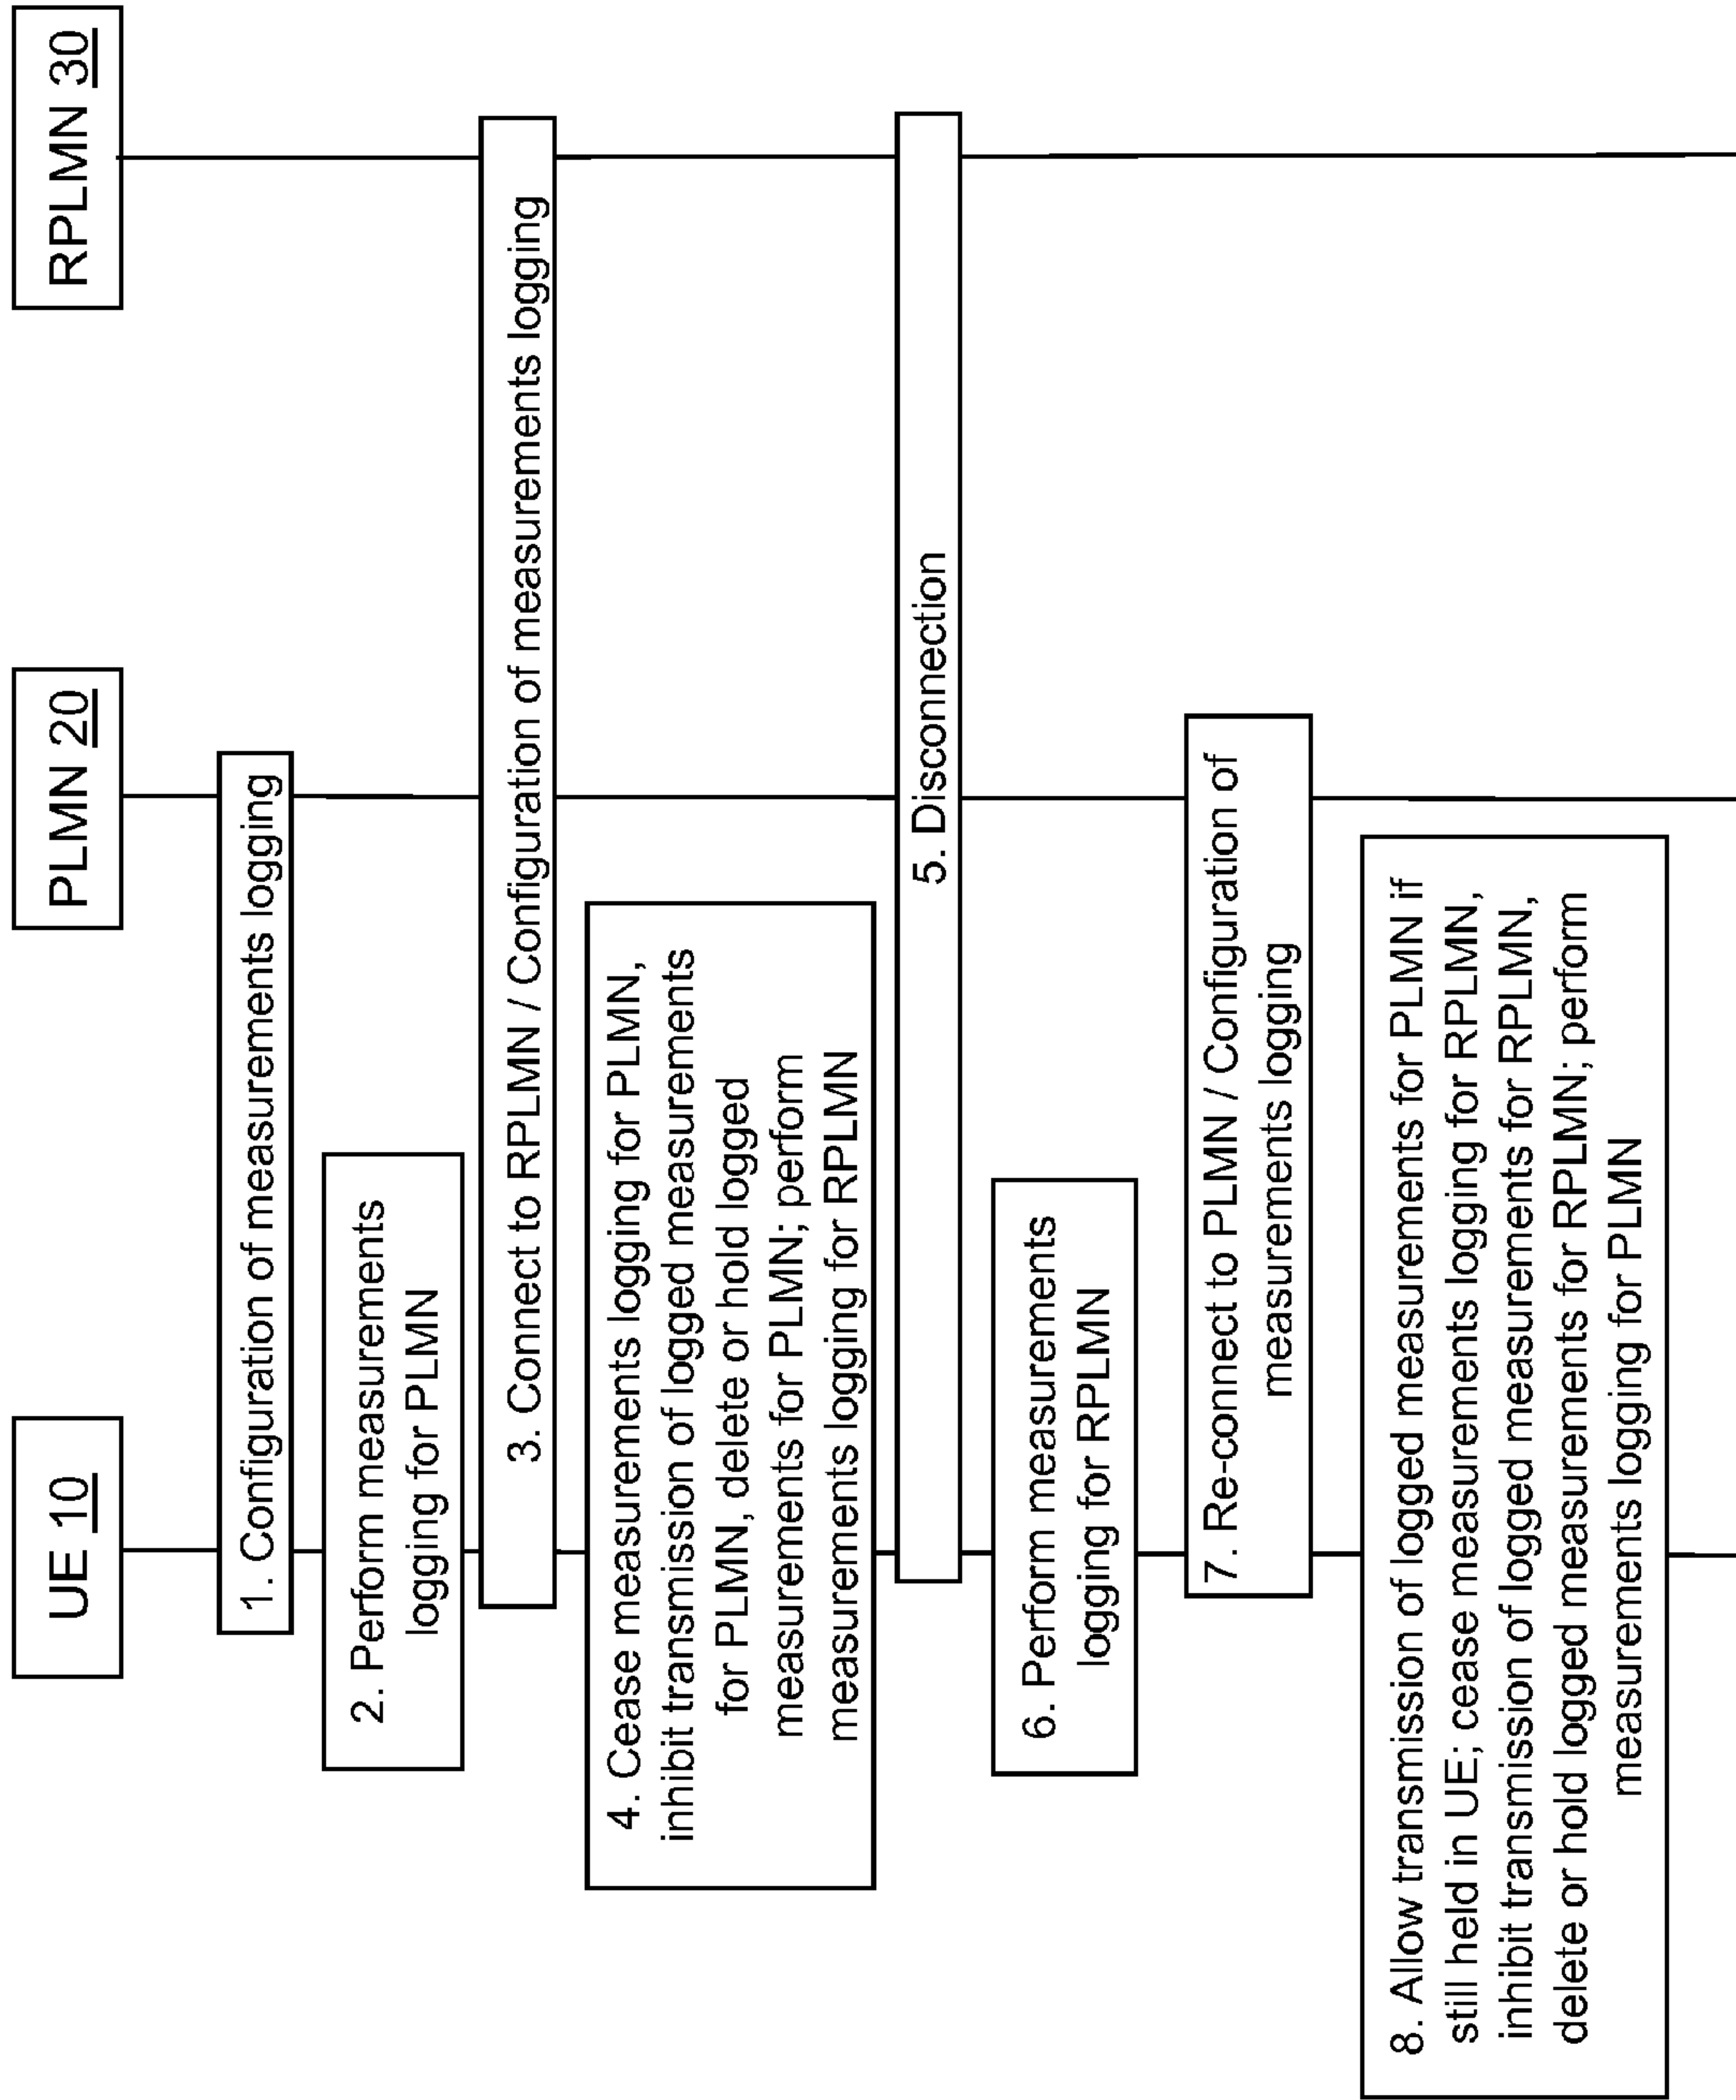 UE 10
PLMN 20
RPLMN 30
1. Configuration of measurements logging
2. Perform measurements
logging for PLMN
3. Connect to RPLMN / Configuration of measurements logging
4. Cease measurements logging for PLMN,
inhibit transmission of logged measurements
for PLMN, delete or hold logged
measurements for PLMN; perform
measurements logging for RPLMN
5. Disconnection
6. Perform measurements
logging for RPLMN
7. Re-connect to PLMN / Configuration of
measurements logging
8. Allow transmission of logged measurements for PLMN if
still held in UE; cease measurements logging for RPLMN,
inhibit transmission of logged measurements for RPLMN,
delete or hold logged measurements for RPLMN; perform
measurements logging for PLMN